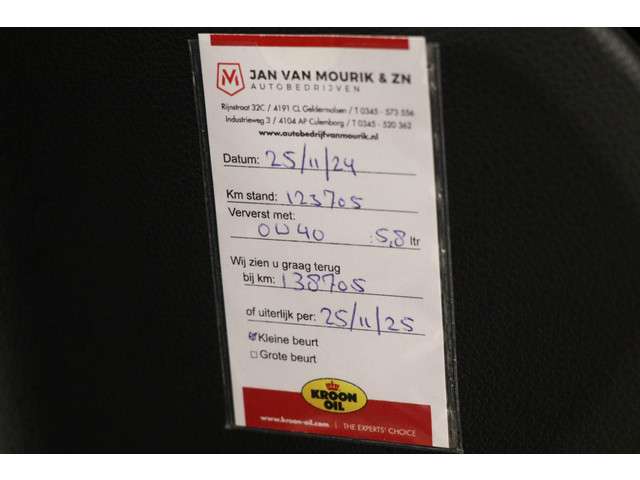 JAN VAN MOURIK & ZN
AUTOBEDRIJVEN
Rijnstraat 32C / 4191 CL Geldermalsen / T 0345 - 573 556
Industrieweg 3 / 4104 AP Culemborg / T 0345 - 520 362
www.autobedrijfvanmourik.nl
Datum: 25/11/24
Km stand: 123705
Ververst met:
0W40 :5,8 ltr
Wij zien u graag terug
bij km: 138705
of uiterlijk per: 25/11/25
Kleine beurt
Grote beurt
KROON
OIL
www.kroon-oil.com | THE EXPERTS' CHOICE